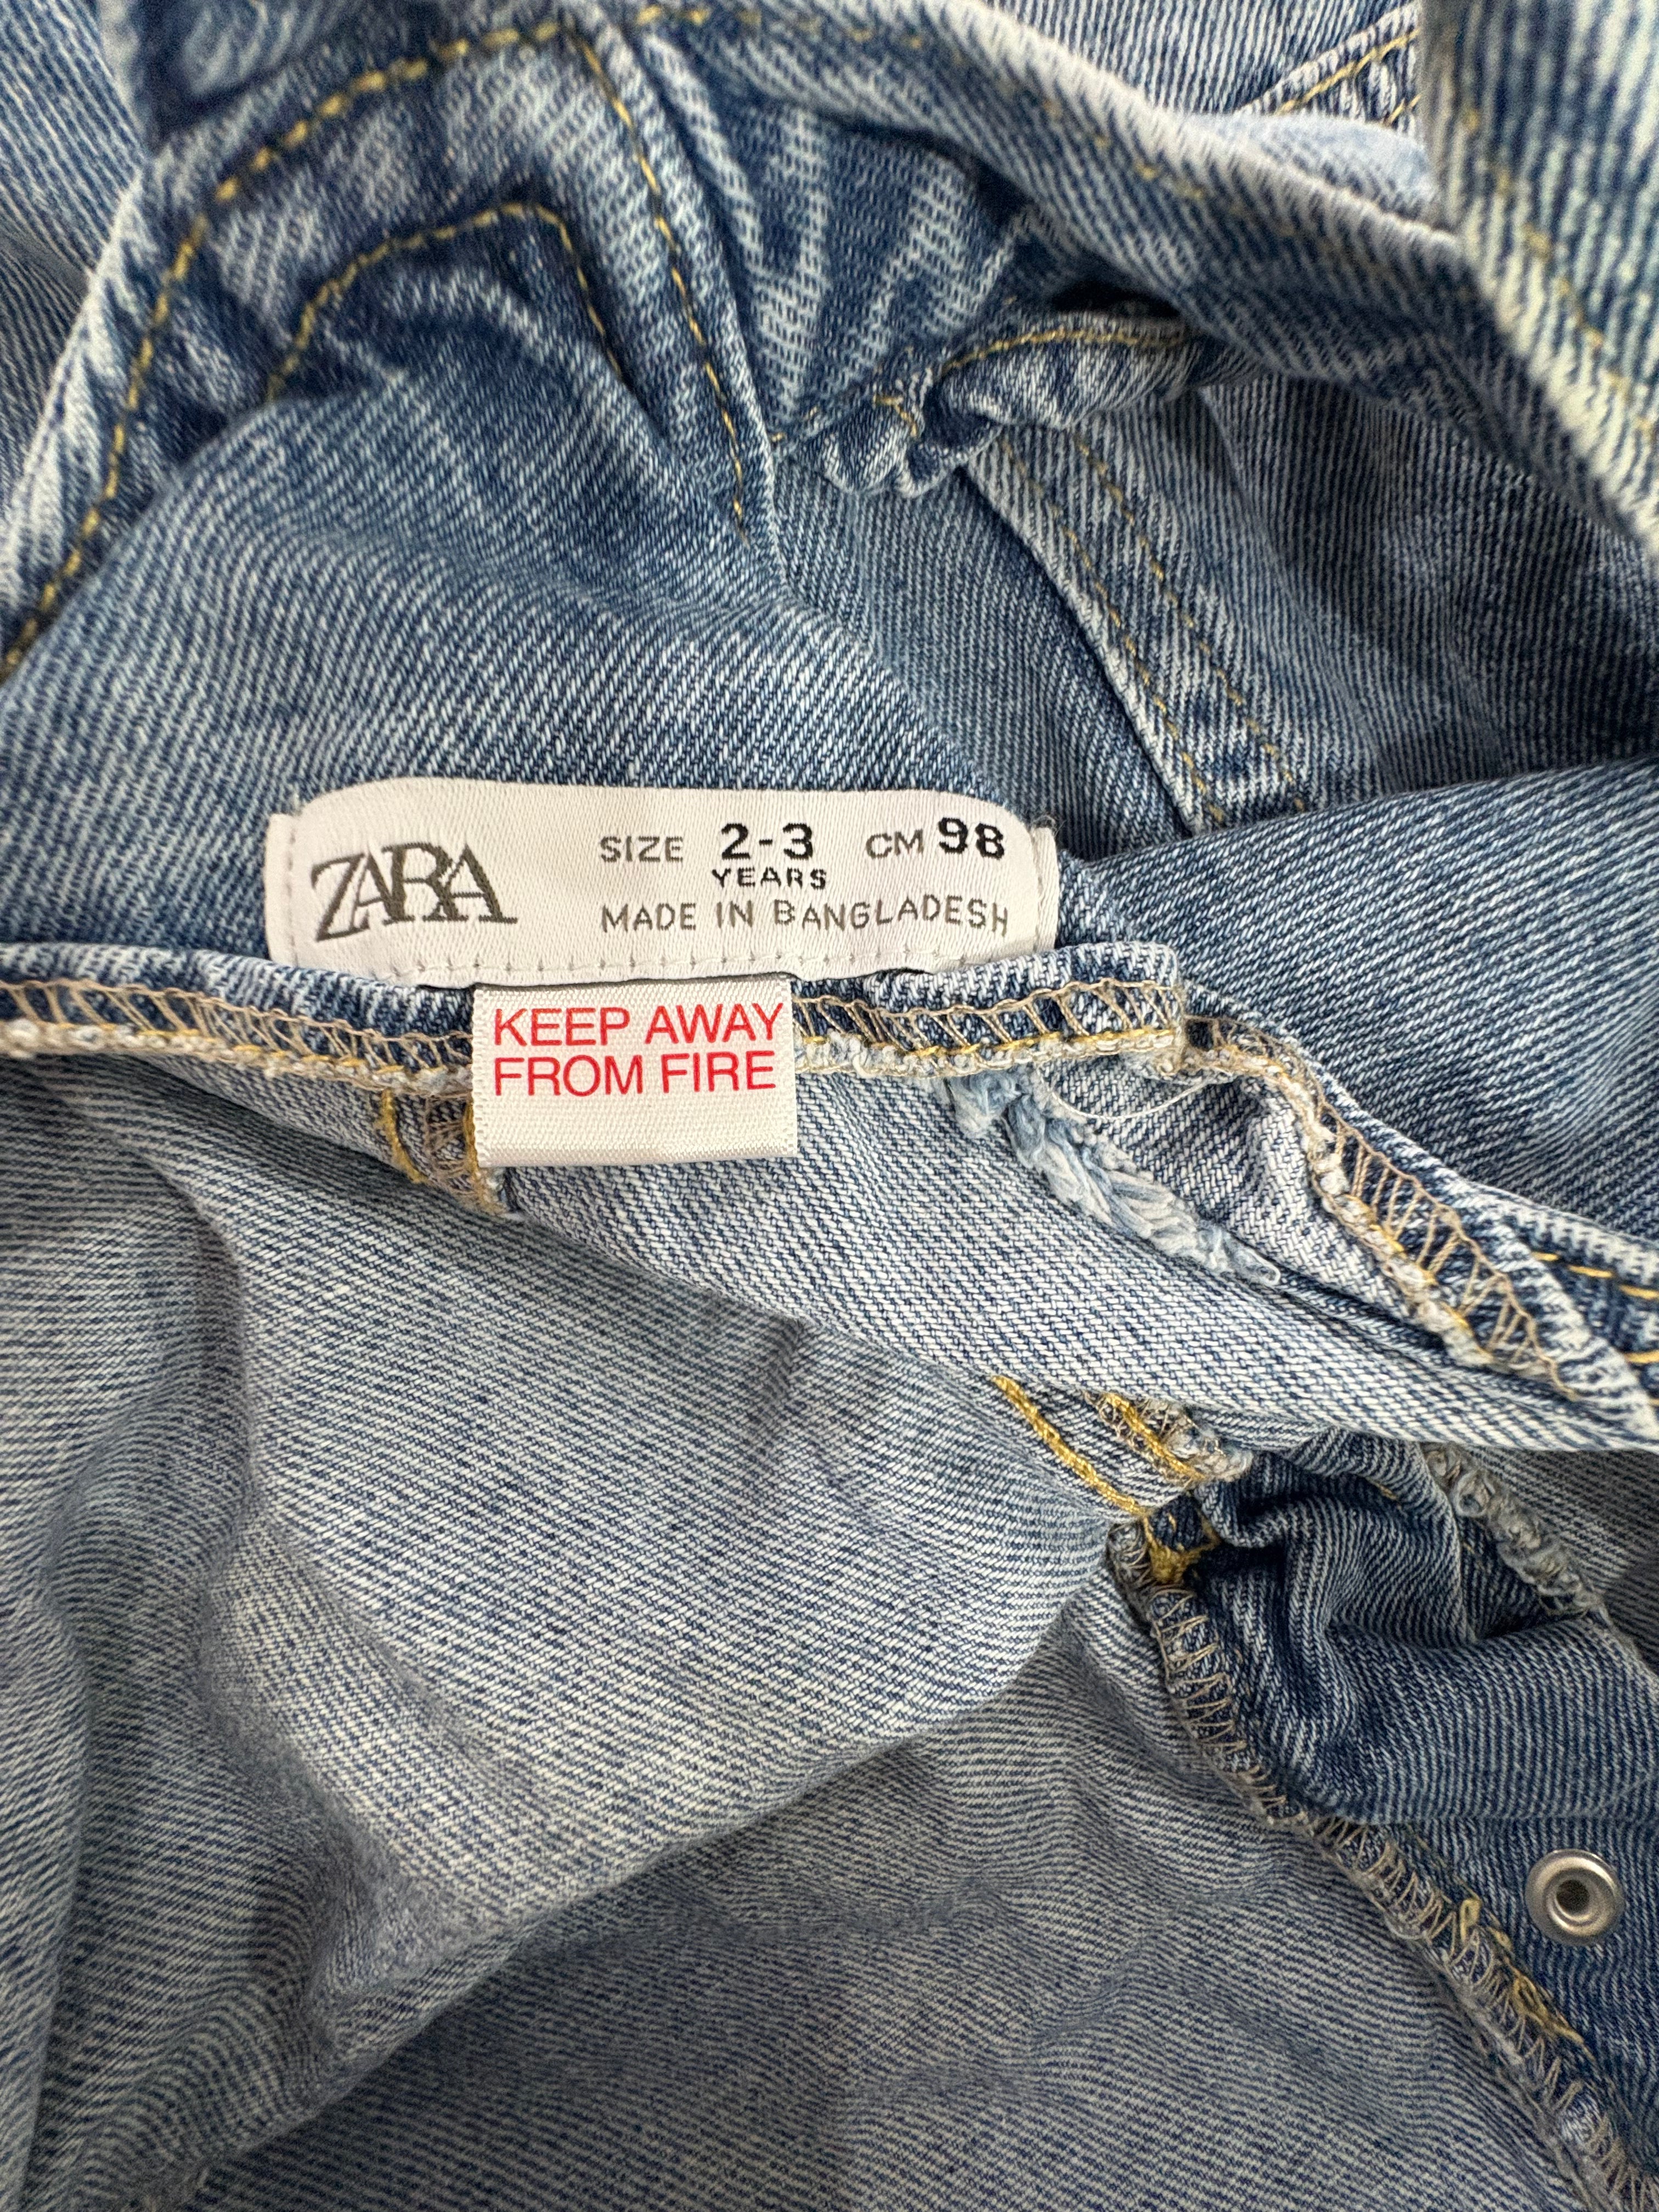 ZARA
SIZE 2-3 CM 98
YEARS
MADE IN BANGLADESH
KEEP AWAY
FROM FIRE